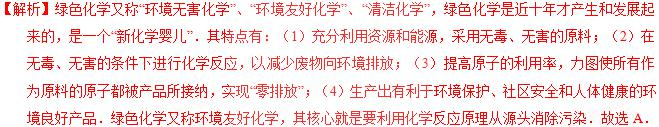 【解析】绿色化学又称“环境无害化学”、“环境友好化学”、“清洁化学”，绿色化学是近十年才产生和发展起
来的，是一个“新化学婴儿”．其特点有：（1）充分利用资源和能源，采用无毒、无害的原料；（2）在
无毒、无害的条件下进行化学反应，以减少废物向环境排放；（3）提高原子的利用率，力图使所有作
为原料的原子都被产品所接纳，实现“零排放”；（4）生产出有利于环境保护、社区安全和人体健康的环
境良好产品．绿色化学又称环境友好化学，其核心就是要利用化学反应原理从源头消除污染．故选 A．